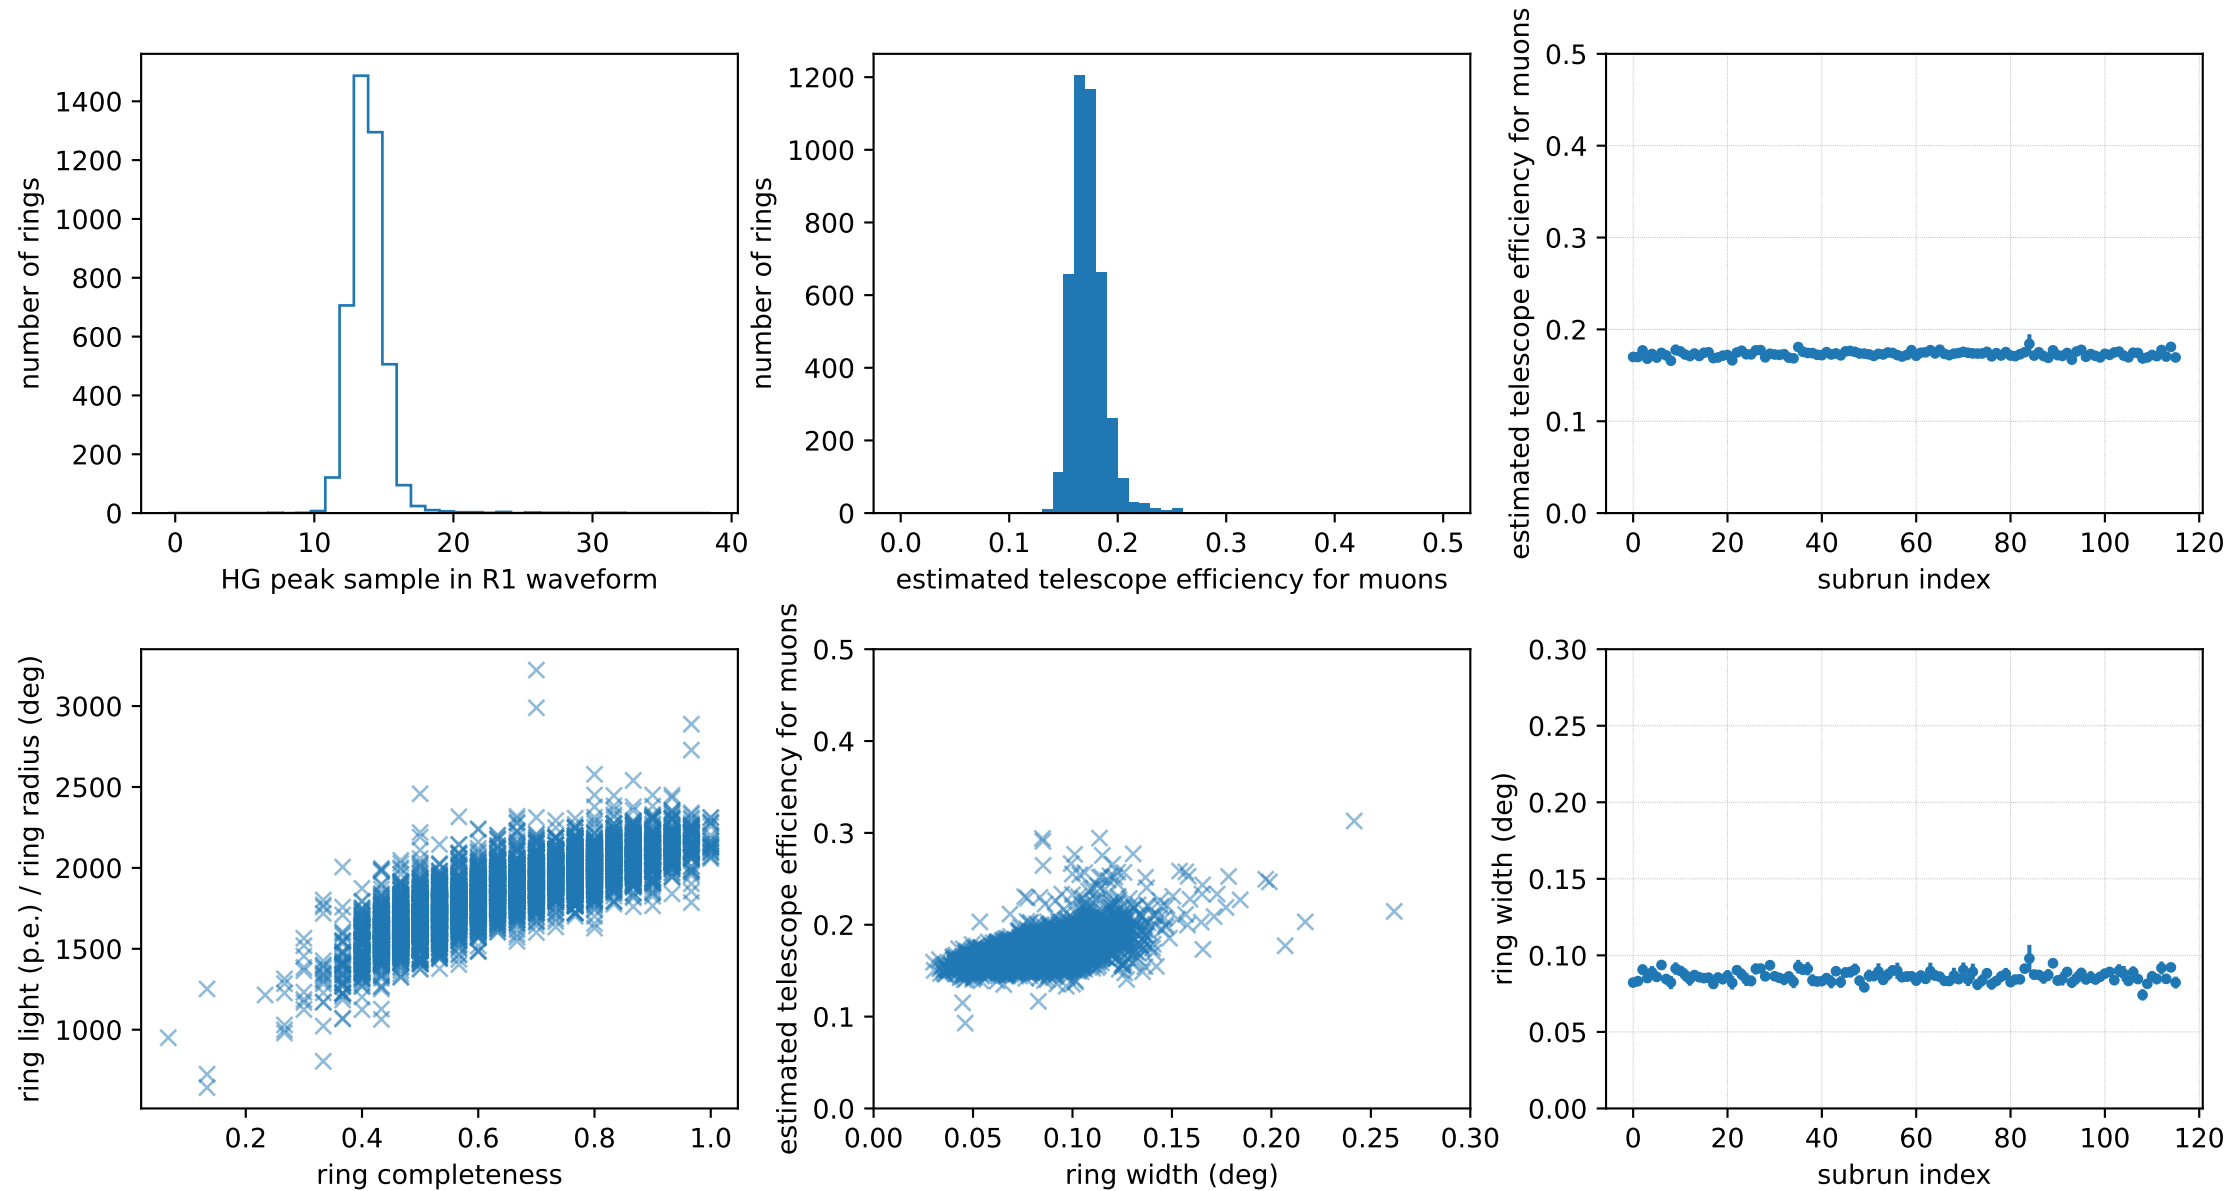 number of rings
1400
1200
1000
800
600
400
200
0
0 10 20 30 40
HG peak sample in R1 waveform
number of rings
1200
1000
800
600
400
200
0
0.0 0.1 0.2 0.3 0.4 0.5
estimated telescope efficiency for muons
estimated telescope efficiency for muons
0.5
0.4
0.3
0.2
0.1
0.0
0 20 40 60 80 100 120
subrun index
ring light (p.e.) / ring radius (deg)
3000
2500
2000
1500
1000
0.2 0.4 0.6 0.8 1.0
ring completeness
estimated telescope efficiency for muons
0.5
0.4
0.3
0.2
0.1
0.0
0.00 0.05 0.10 0.15 0.20 0.25 0.30
ring width (deg)
ring width (deg)
0.30
0.25
0.20
0.15
0.10
0.05
0.00
0 20 40 60 80 100 120
subrun index